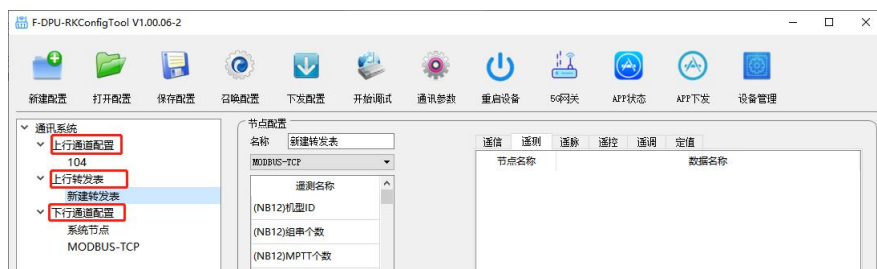 F-DPU-RKConfigTool V1.00.06-2
新建配置 打开配置 保存配置 召唤配置 下发配置 开始调试 通讯参数 重启设备 5G网关 APP状态 APP下发 设备管理
通讯系统
上行通道配置
104
上行转发表
新建转发表
下行通道配置
系统节点
MODBUS-TCP
节点配置
名称 新建转发表
MODBUS-TCP
遥测名称
(NB12)机型ID
(NB12)组串个数
(NB12)MPTT个数
遥信 遥测 遥脉 遥控 遥调 定值
节点名称 数据名称